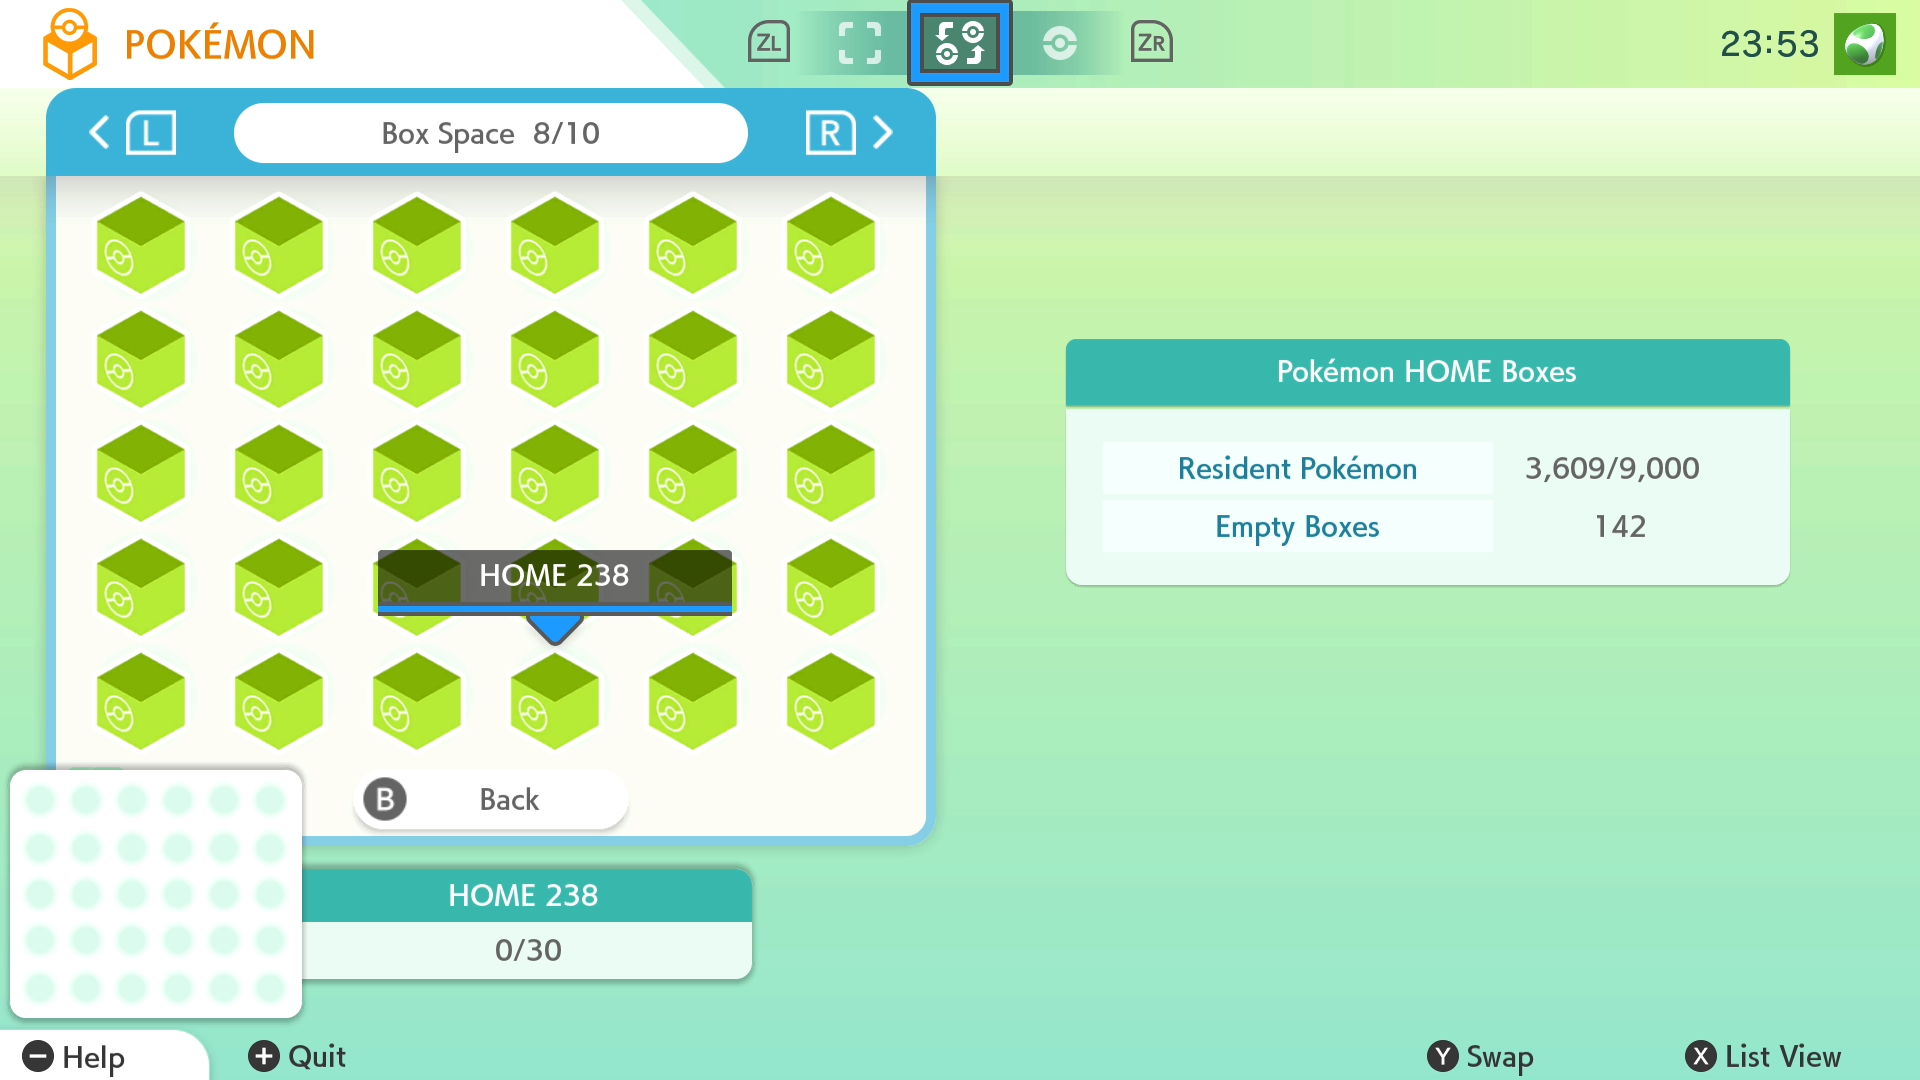 POKÉMON
ZL
ZR
23:53
L
Box Space 8/10
R
Pokémon HOME Boxes
Resident Pokémon 3,609/9,000
Empty Boxes 142
HOME 238
B Back
HOME 238
0/30
Help
Quit
Y Swap
X List View